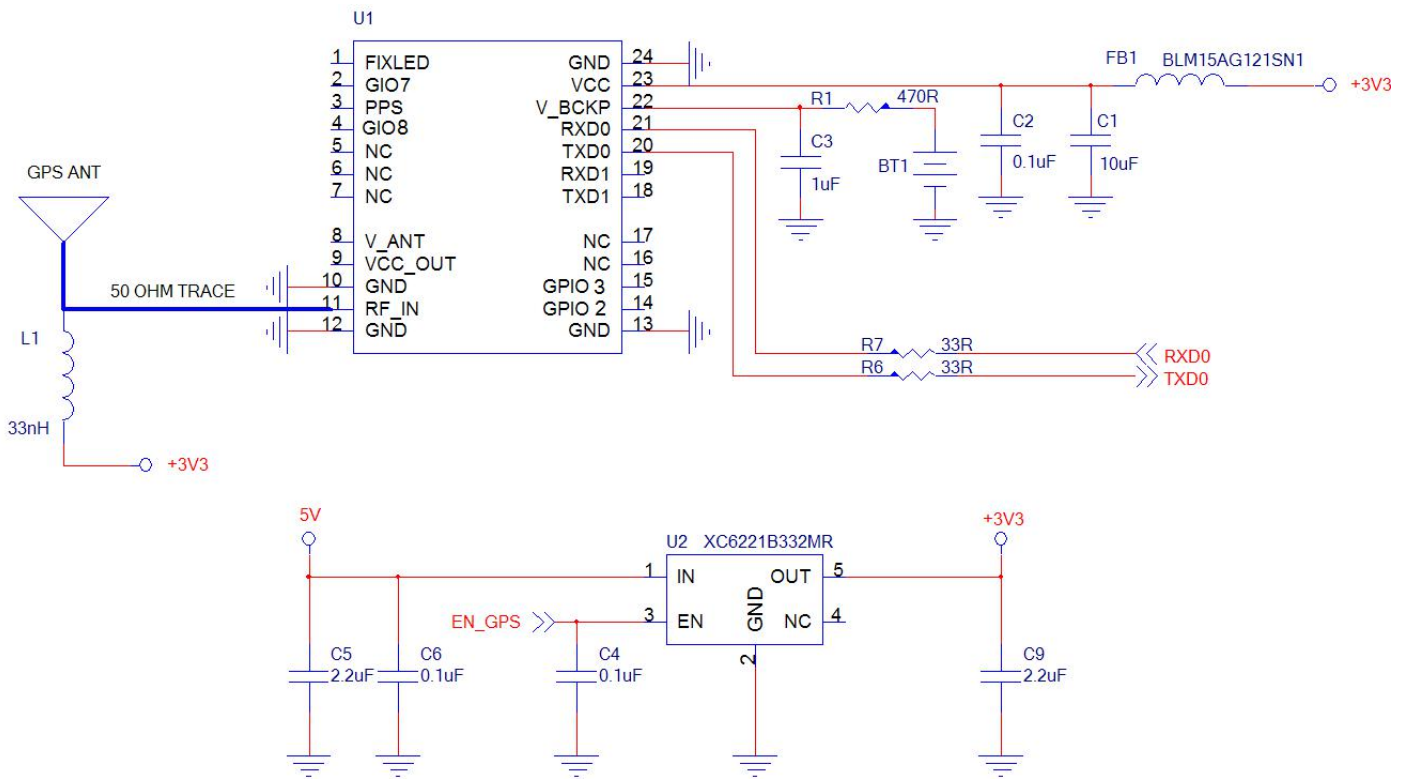 U1
1 FIXLED
2 GIO7
3 PPS
4 GIO8
5 NC
6 NC
7 NC
8 V_ANT
9 VCC_OUT
10 GND
11 RF_IN
12 GND
GND 24
VCC 23
V_BCKP 22
RXD0 21
TXD0 20
RXD1 19
TXD1 18
NC 17
NC 16
GPIO 3 15
GPIO 2 14
GND 13
GPS ANT
50 OHM TRACE
L1
33nH
+3V3
R1 470R
C3
1uF
BT1
C2
0.1uF
C1
10uF
FB1 BLM15AG121SN1
+3V3
R7 33R
RXD0
R6 33R
TXD0
5V
C5
2.2uF
C6
0.1uF
EN_GPS
C4
0.1uF
U2 XC6221B332MR
1 IN
3 EN
GND
2
OUT 5
NC 4
+3V3
C9
2.2uF